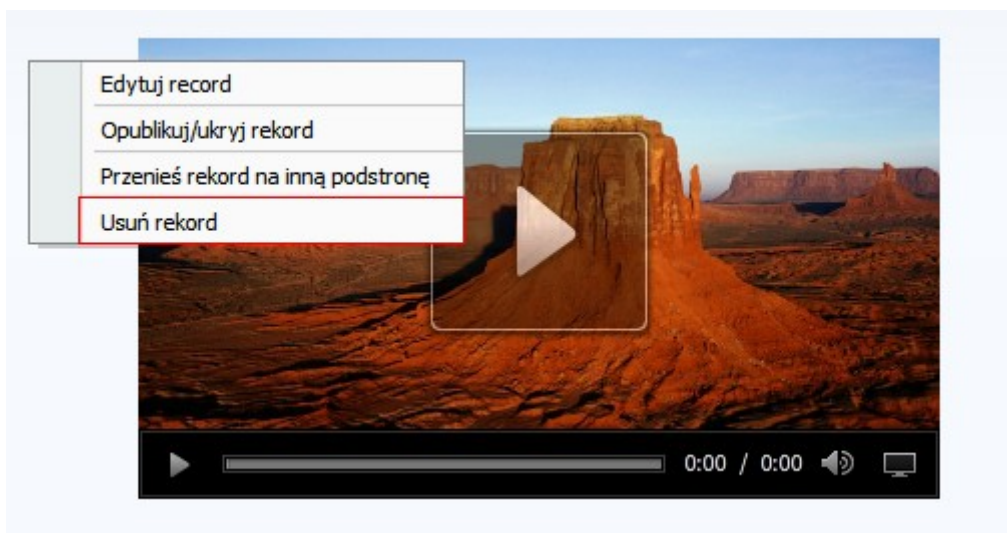 Edytuj record
Opublikuj/ukryj rekord
Przenieś rekord na inną podstronę
Usuń rekord
0:00 / 0:00